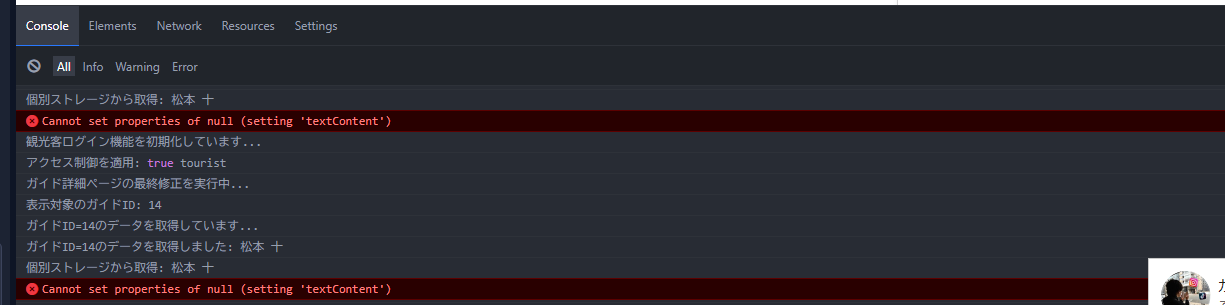 Console Elements Network Resources Settings
All Info Warning Error
個別ストレージから取得: 松本 十
Cannot set properties of null (setting 'textContent')
観光客ログイン機能を初期化しています...
アクセス制御を適用: true tourist
ガイド詳細ページの最終修正を実行中...
表示対象のガイドID: 14
ガイドID=14のデータを取得しています...
ガイドID=14のデータを取得しました: 松本 十
個別ストレージから取得: 松本 十
Cannot set properties of null (setting 'textContent')